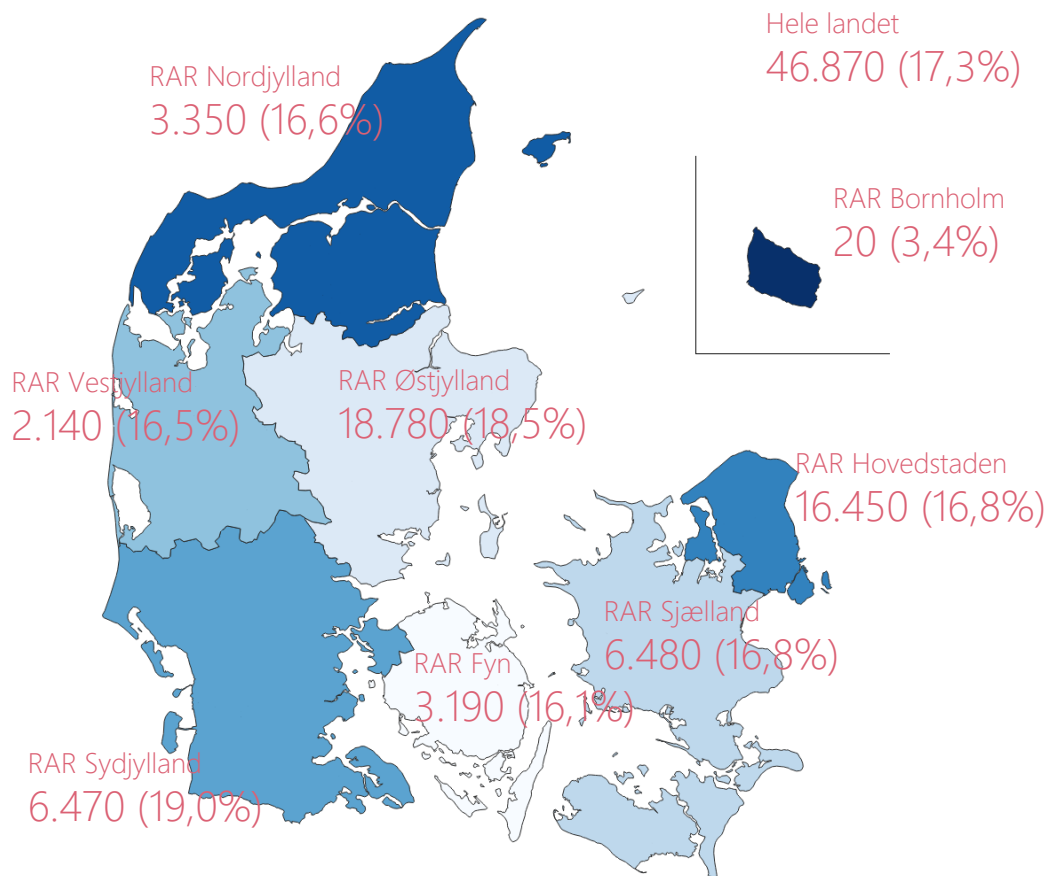 Hele landet
46.870 (17,3%)
RAR Nordjylland
3.350 (16,6%)
RAR Bornholm
20 (3,4%)
RAR Vestjylland
2.140 (16,5%)
RAR Østjylland
18.780 (18,5%)
RAR Hovedstaden
16.450 (16,8%)
RAR Sjælland
6.480 (16,8%)
RAR Fyn
3.190 (16,1%)
RAR Sydjylland
6.470 (19,0%)